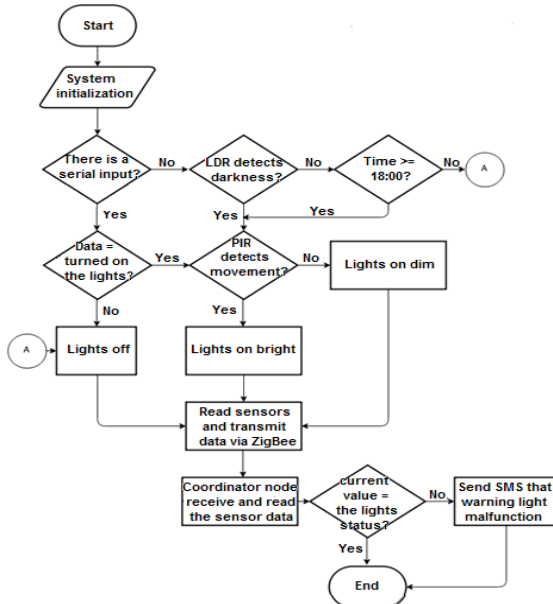 Start
System
initialization
There is a
serial input?
No
LDR detects
darkness?
No
Time >=
18:00?
No
A
Yes
Yes
Yes
Data =
turned on
the lights?
Yes
PIR
detects
movement?
No
Lights on dim
No
Yes
A
Lights off
Lights on bright
Read sensors
and transmit
data via ZigBee
Coordinator node
receive and read
the sensor data
current
value =
the lights
status?
No
Send SMS that
warning light
malfunction
Yes
End